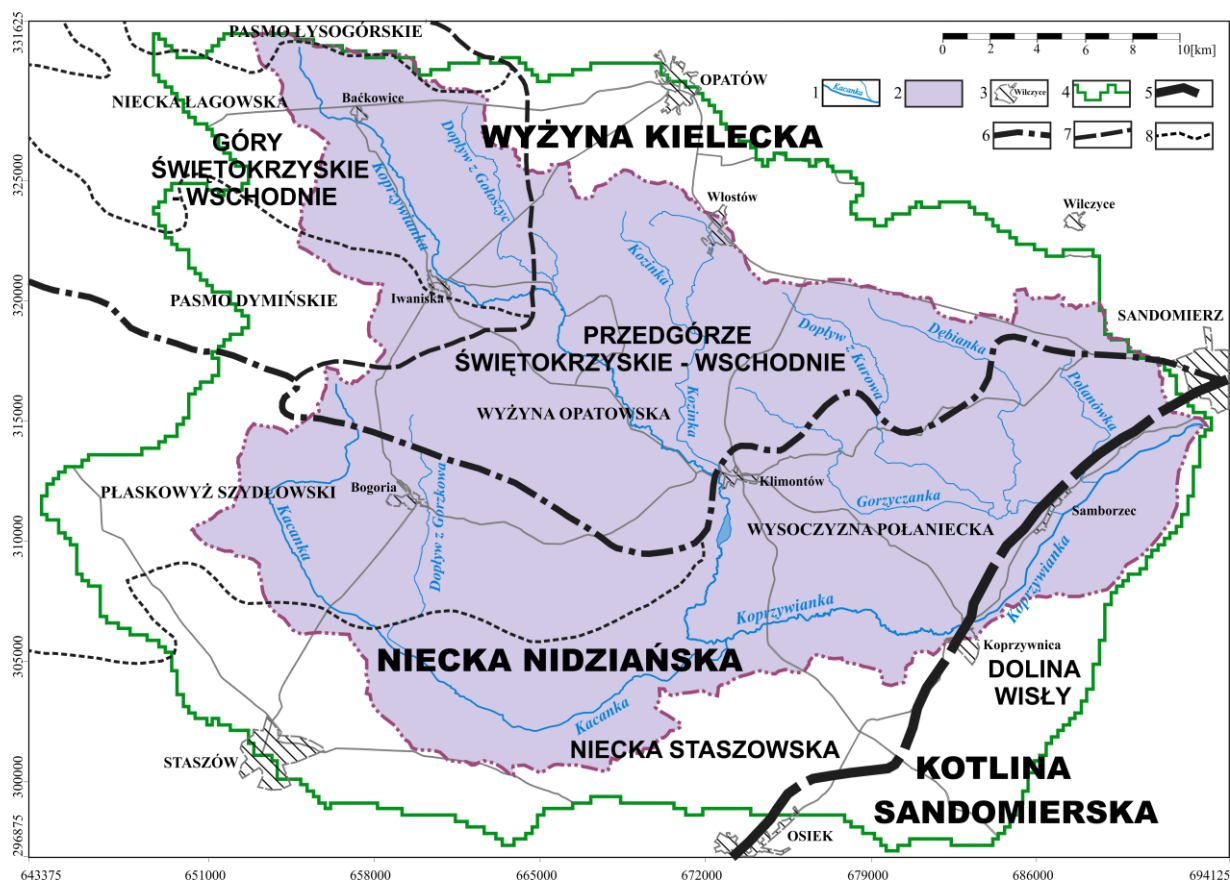 331625
325000
320000
315000
310000
305000
300000
296875
643375
651000
658000
665000
672000
679000
686000
694125
0 2 4 6 8 10[km]
1
Kacanka
2
3
Wilczyce
4
5
6
7
8
PASMO ŁYSOGÓRSKIE
OPATÓW
NIECKA ŁAGOWSKA
Baćkowice
WYŻYNA KIELECKA
GÓRY
ŚWIĘTOKRZYSKIE
- WSCHODNIE
Dopływ z Gołoszyc
Koprzywianka
Włostów
Wilczyce
Koźinka
Iwaniska
PASMO DYMIŃSKIE
SANDOMIERZ
PRZEDGÓRZE
ŚWIĘTOKRZYSKIE - WSCHODNIE
Dopływ z Kurowa
Dębianka
Polanówka
Kozinka
WYŻYNA OPATOWSKA
PŁASKOWYŻ SZYDŁOWSKI
Bogoria
Dopływ z Gorzkowa
Kacanka
Klimontów
Gorzyczanka
Samborzec
WYSOCZYZNA POŁANIECKA
Koprzywianka
Koprzywianka
Koprzywnica
NIECKA NIDZIAŃSKA
DOLINA
WISŁY
Kacanka
NIECKA STASZOWSKA
STASZÓW
KOTLINA
SANDOMIERSKA
OSIEK